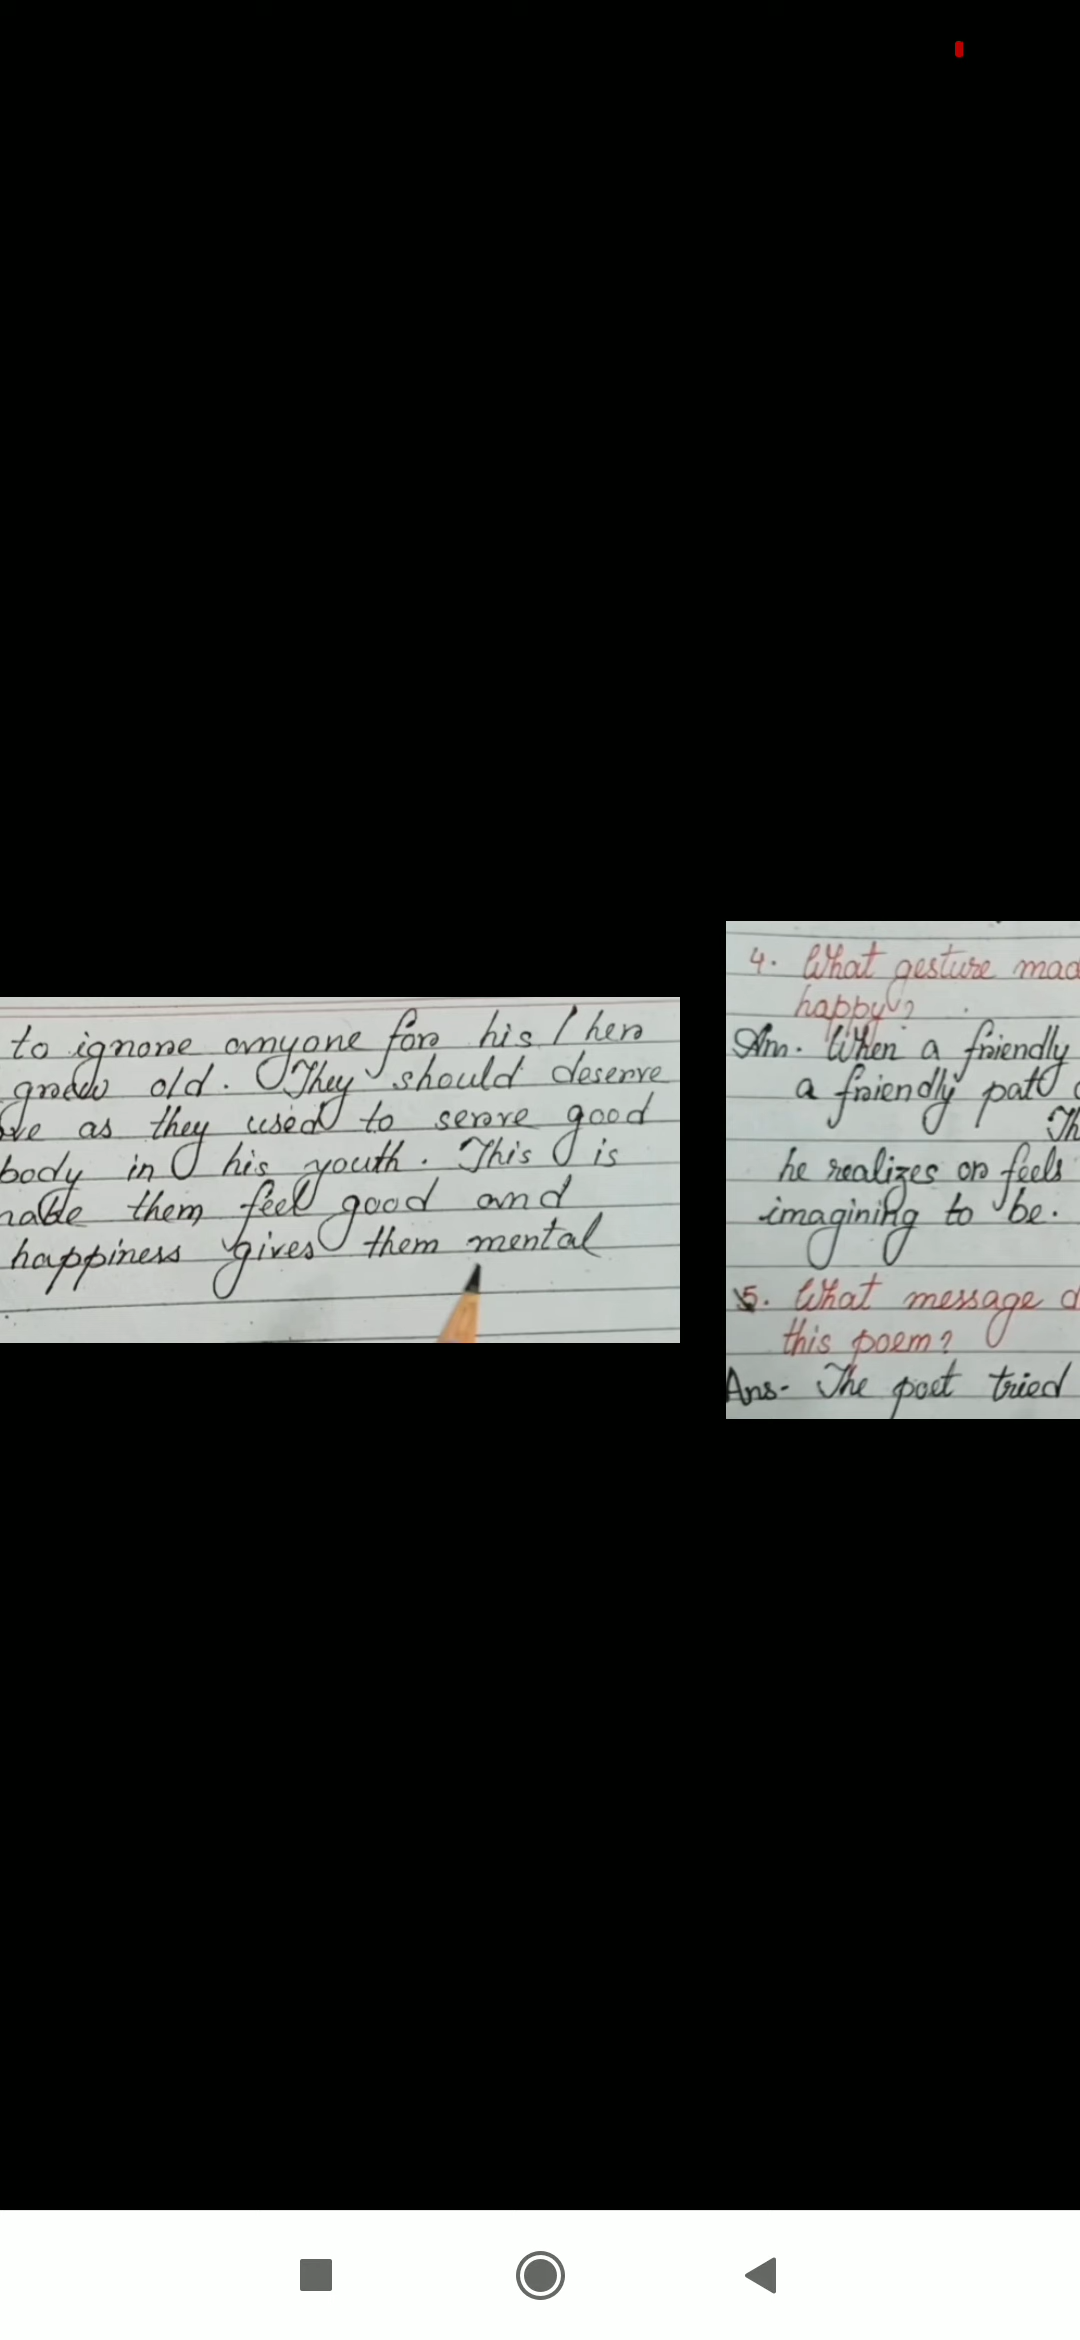 to ignore anyone for his / her
grow old. They should deserve
as they used to serve good
body in his youth. This is
them feel good and
happiness gives them mental
4. What gesture
happy?
Ans. When a friendly
a friendly pat
he realizes or feels
imagining to be.
5. What message
this poem?
Ans- The poet tried